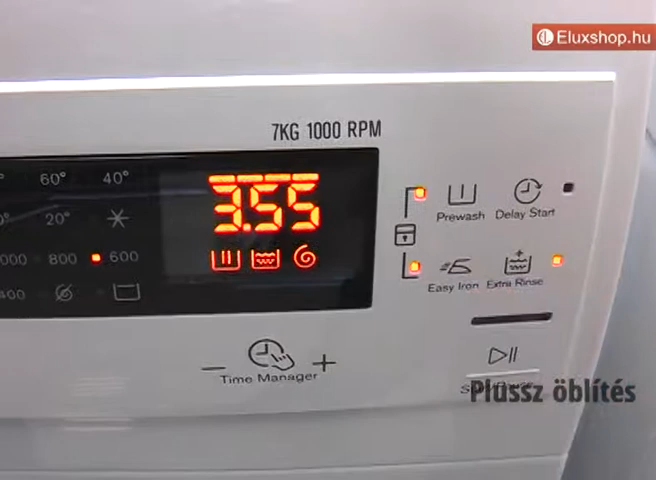 Eluxshop.hu
7KG 1000 RPM
60° 40°
20°
3.55
800 600
400
Prewash Delay Start
Easy Iron Extra Rinse
− +
Time Manager
Plussz öblítés